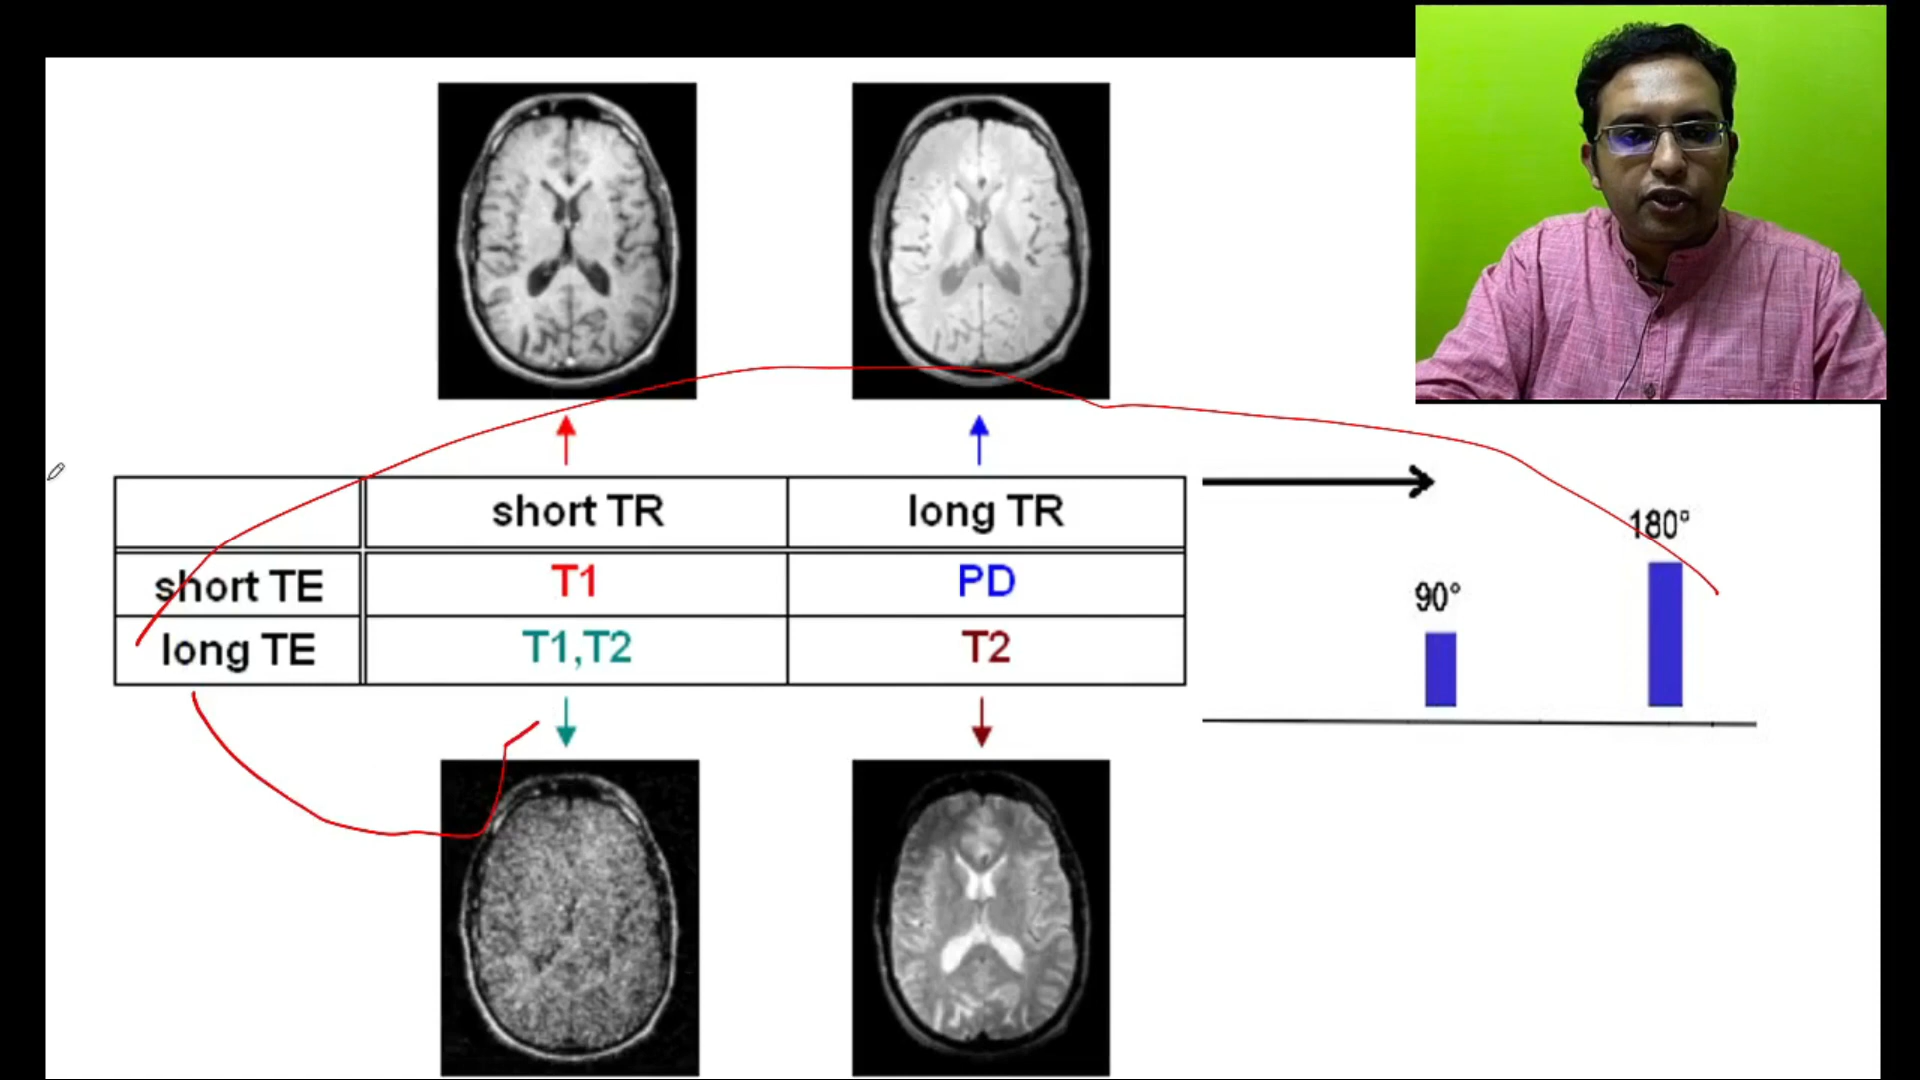 short TR long TR
short TE T1 PD
long TE T1,T2 T2
90°
180°